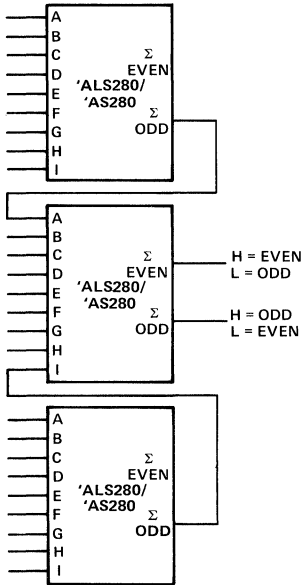 A
B
C
D
E
F
G
H
I
Σ
EVEN
'ALS280/
'AS280
Σ
ODD
A
B
C
D
E
F
G
H
I
Σ
EVEN
'ALS280/
'AS280
Σ
ODD
H = EVEN
L = ODD
H = ODD
L = EVEN
A
B
C
D
E
F
G
H
I
Σ
EVEN
'ALS280/
'AS280
Σ
ODD